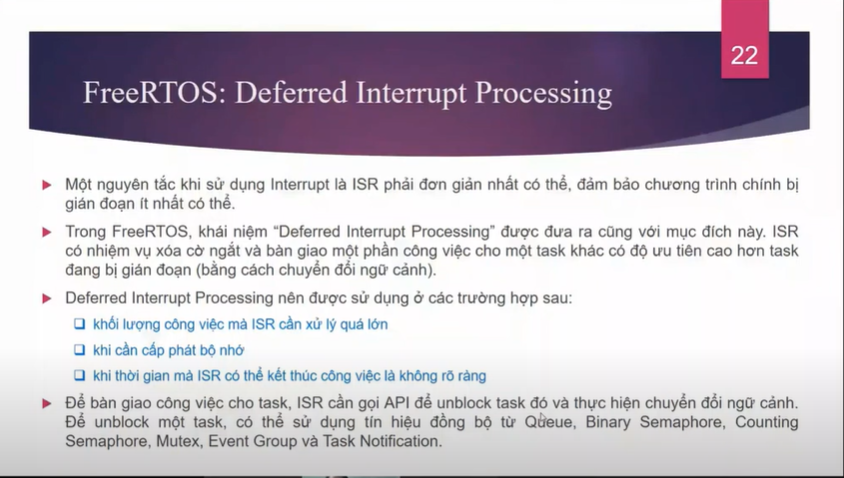 22
FreeRTOS: Deferred Interrupt Processing
Một nguyên tắc khi sử dụng Interrupt là ISR phải đơn giản nhất có thể, đảm bảo chương trình chính bị
gián đoạn ít nhất có thể.
Trong FreeRTOS, khái niệm “Deferred Interrupt Processing” được đưa ra cũng với mục đích này. ISR
có nhiệm vụ xóa cờ ngắt và bàn giao một phần công việc cho một task khác có độ ưu tiên cao hơn task
đang bị gián đoạn (bằng cách chuyển đổi ngữ cảnh).
Deferred Interrupt Processing nên được sử dụng ở các trường hợp sau:
khối lượng công việc mà ISR cần xử lý quá lớn
khi cần cấp phát bộ nhớ
khi thời gian mà ISR có thể kết thúc công việc là không rõ ràng
Để bàn giao công việc cho task, ISR cần gọi API để unblock task đó và thực hiện chuyển đổi ngữ cảnh.
Để unblock một task, có thể sử dụng tín hiệu đồng bộ từ Queue, Binary Semaphore, Counting
Semaphore, Mutex, Event Group và Task Notification.